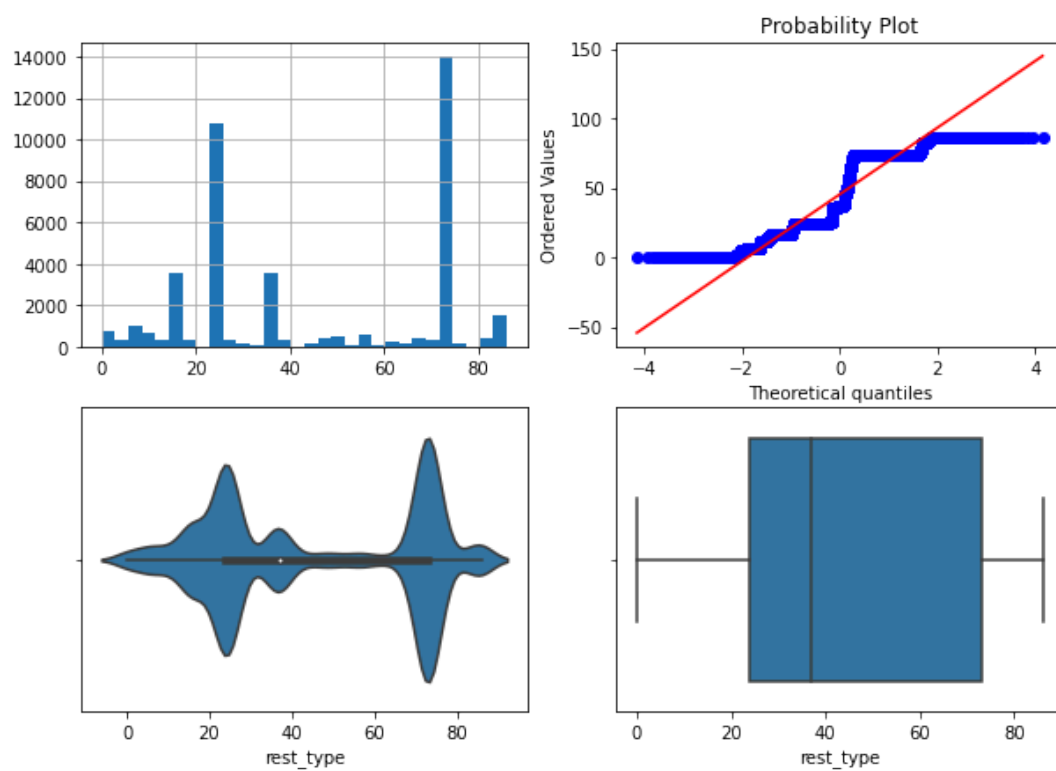 14000
12000
10000
8000
6000
4000
2000
0
0 20 40 60 80
Probability Plot
Ordered Values
150
100
50
0
−50
−4 −2 0 2 4
Theoretical quantiles
0 20 40 60 80
rest_type
0 20 40 60 80
rest_type